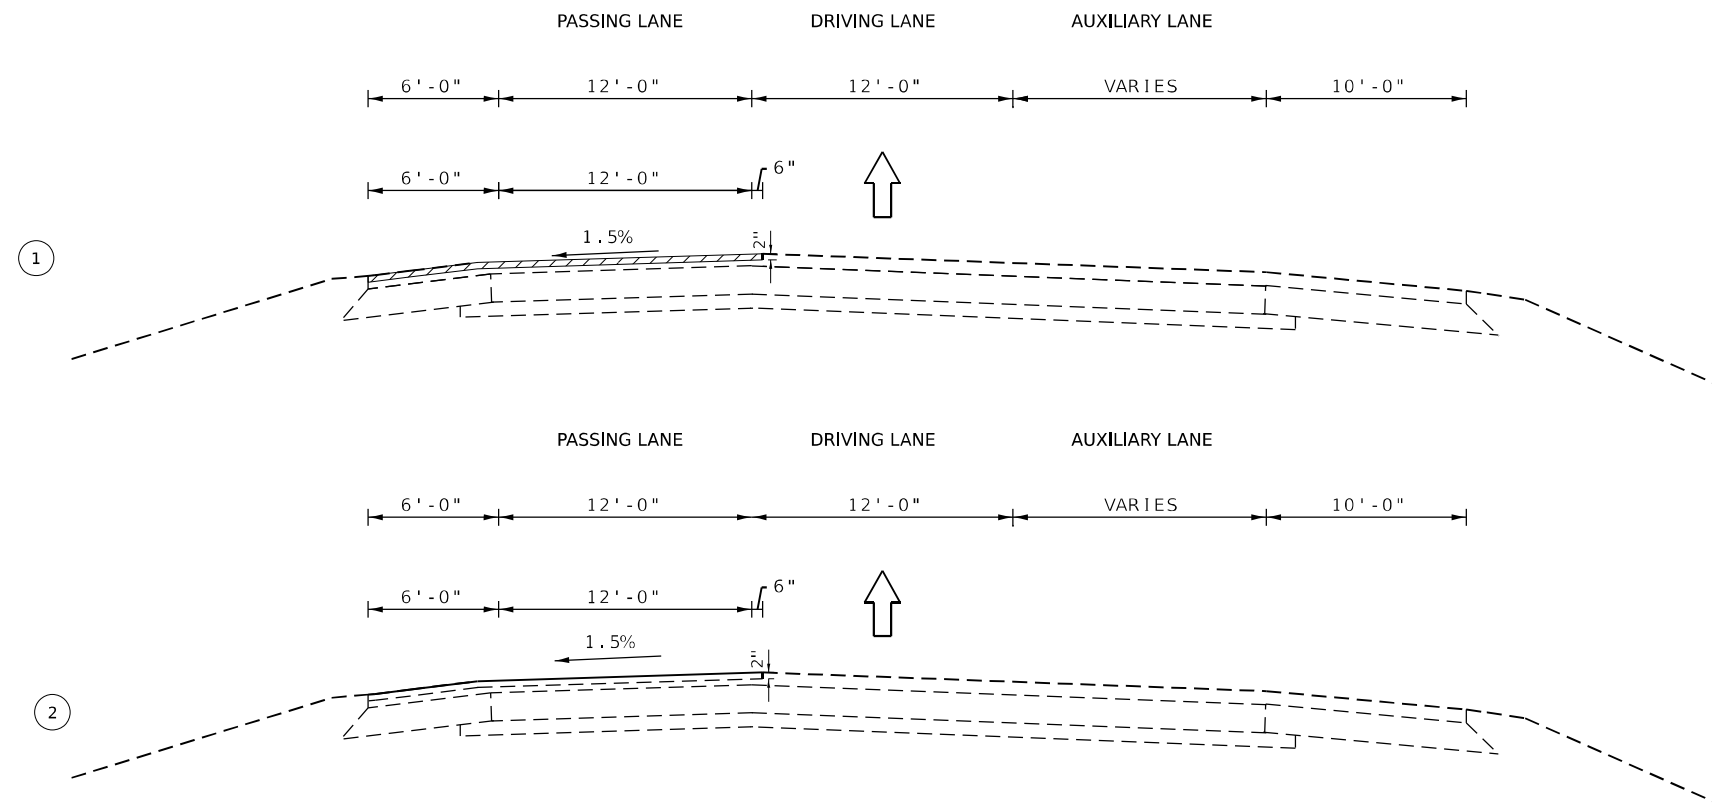 PASSING LANE DRIVING LANE AUXILIARY LANE
6'-0" 12'-0" 12'-0" VARIES 10'-0"
6'-0" 12'-0" 6"
1.5% 2"
1
PASSING LANE DRIVING LANE AUXILIARY LANE
6'-0" 12'-0" 12'-0" VARIES 10'-0"
6'-0" 12'-0" 6"
1.5% 2"
2